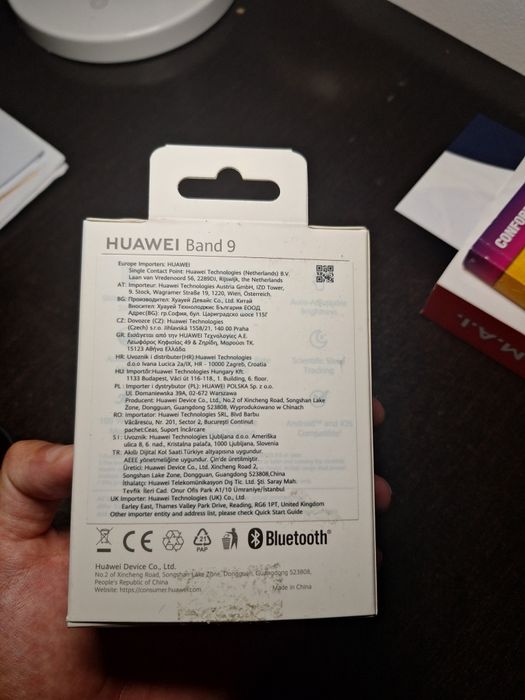 HUAWEI Band 9
Europe Importers: HUAWEI
Single Contact Point: Huawei Technologies (Netherlands) B.V.
Laan van Vredenoord 56, 2289DJ, Rijswijk, the Netherlands
AT: Importeur: Huawei Technologies Austria GmbH, IZD Tower,
9. Stock, Wagramer Straße 19, 1220, Wien, Österreich.
BG: Производител: Хуауей Девайс Со., Ltd. Китай
Вносител: Хуауей Технолоджис България ЕООД
Адрес(BG): гр.София, бул. Цариградско шосе 115Г
CZ: Dovozce (CZ): Huawei Technologies
(Czech) s.r.o. Jihlavská 1558/21, 140 00 Praha
GR: Εισάγεται από την HUAWEI Τεχνολογίες Α.Ε.
Λεωφόρος Κηφισίας 49 & Ζηρίδη, Μαρούσι ΤΚ.
15123 Αθήνα Ελλάδα
HR: Uvoznik i distributer(HR):Huawei Technologies
d.o.o Ivana Lucica 2a/IX, HR - 10000 Zagreb, Croatia
HU: Importőr:Huawei Technologies Hungary Kft.
1133 Budapest, Váci út 116-118., 1. Building, 6. floor.
PL: Importer i dystrybutor (PL): HUAWEI POLSKA Sp. z o.o.
Ul. Domaniewska 39A, 02-672 Warszawa
Producent: Huawei Device Co., Ltd., No.2 of Xincheng Road, Songshan Lake
Zone, Dongguan, Guangdong 523808, Wyprodukowano w Chinach
RO: Importator: Huawei Technologies SRL, Blvd Barbu
Văcărescu, Nr. 201, Sector 2, Bucuresti Continut
pachet:Ceas, Suport încărcare
SI: Uvoznik: Huawei Technologies Ljubljana d.o.o. Ameriška
ulica 8, 6. nad., Kristalna palača, 1000 Ljubljana, Slovenija
TR: Akıllı Dijital Kol Saati Türkiye altyapısına uygundur.
AEEE yönetmeliğine uygundur. Çin'de üretilmiştir.
Üretici: Huawei Device Co., Ltd. Xincheng Road 2,
Songshan Lake Zone, Dongguan, Guangdong 523808,China
İthalatçı: Huawei Telekomünikasyon Dış Tic. Ltd. Şti. Saray Mah.
Tevfik İleri Cad. Onur Ofis Park A1/10 Ümraniye/İstanbul
UK Importer: Huawei Technologies (UK) Co., Ltd.
Earley East, Thames Valley Park Drive, Reading, RG6 1PT, United Kingdom
Other importer entity and address list, please check Quick Start Guide
CE
21
PAP
Bluetooth®
Huawei Device Co., Ltd.
No.2 of Xincheng Road, Songshan Lake Zone, Dongguan, Guangdong 523808,
People's Republic of China
Website: https://consumer.huawei.com
Made in China
M.A.I.